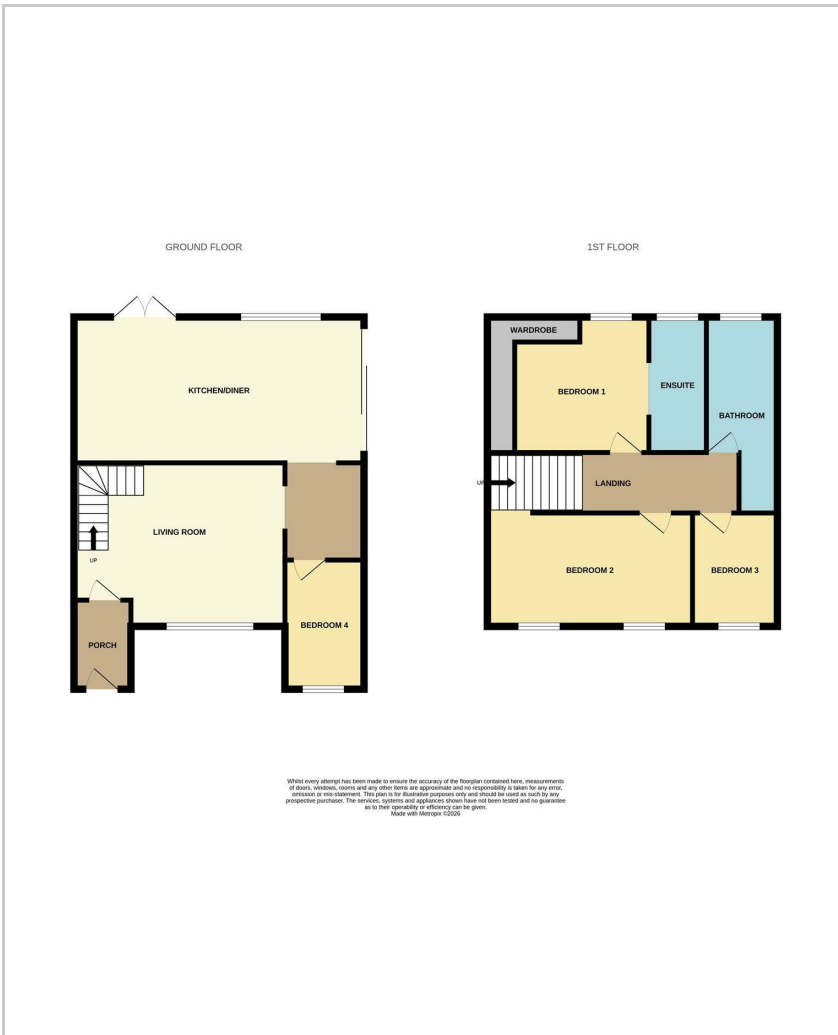 GROUND FLOOR
1ST FLOOR
KITCHEN/DINER
LIVING ROOM
UP
PORCH
BEDROOM 4
WARDROBE
BEDROOM 1
ENSUITE
BATHROOM
UP
LANDING
BEDROOM 2
BEDROOM 3
Whilst every attempt has been made to ensure the accuracy of the floorplan contained here, measurements
of doors, windows, rooms and any other items are approximate and no responsibility is taken for any error,
omission or mis-statement. This plan is for illustrative purposes only and should be used as such by any
prospective purchaser. The services, systems and appliances shown have not been tested and no guarantee
as to their operability or efficiency can be given.
Made with Metropix ©2026